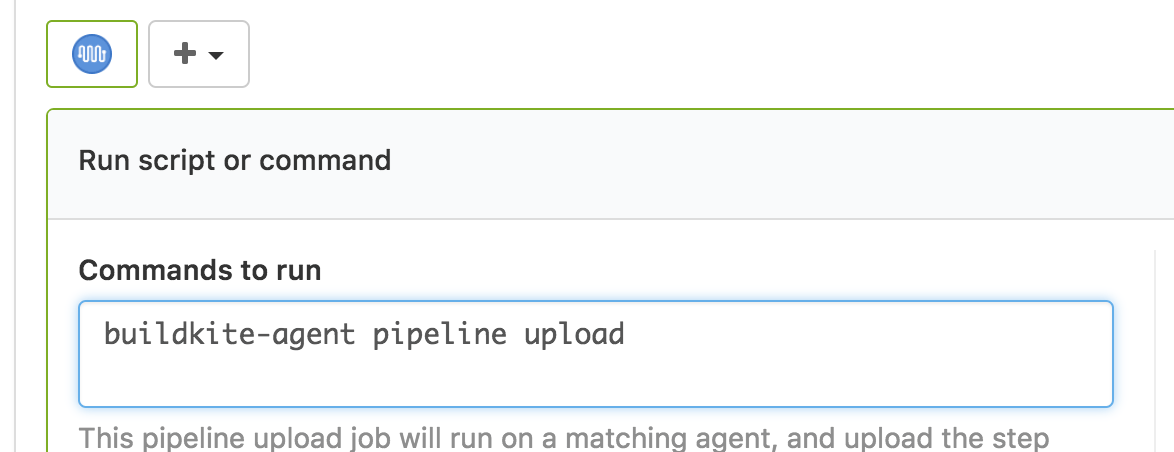 Run script or command
Commands to run
buildkite-agent pipeline upload
This pipeline upload job will run on a matching agent, and upload the step